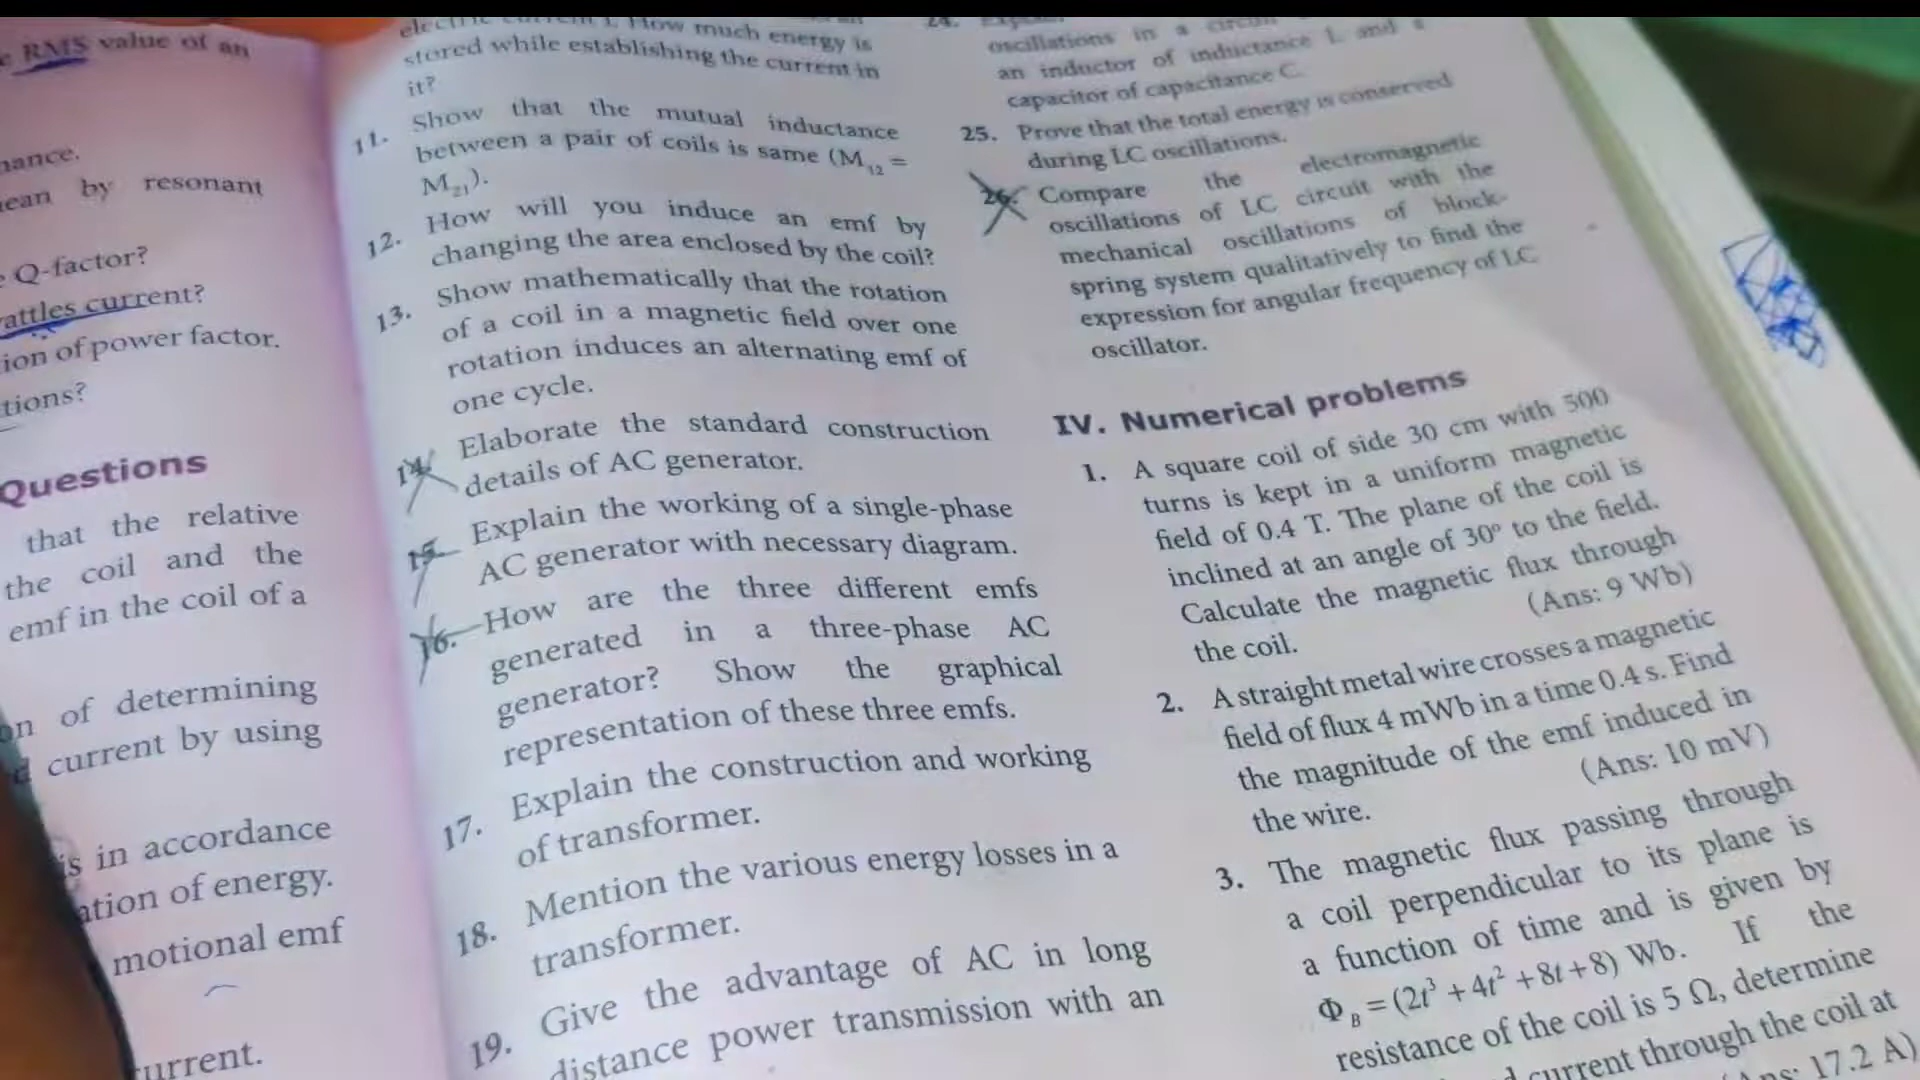 RMS value of an
mean by resonant
Q-factor?
wattles current?
ion of power factor.
tions?
Questions
that the relative
the coil and the
emf in the coil of a
of determining
current by using
is in accordance
ation of energy.
motional emf
current.
electric current i. How much energy is
stored while establishing the current in
it?
11. Show that the mutual inductance
between a pair of coils is same (M12 =
M21).
12. How will you induce an emf by
changing the area enclosed by the coil?
13. Show mathematically that the rotation
of a coil in a magnetic field over one
rotation induces an alternating emf of
one cycle.
14. Elaborate the standard construction
details of AC generator.
15. Explain the working of a single-phase
AC generator with necessary diagram.
16. How are the three different emfs
generated in a three-phase AC
generator? Show the graphical
representation of these three emfs.
17. Explain the construction and working
of transformer.
18. Mention the various energy losses in a
transformer.
19. Give the advantage of AC in long
distance power transmission with an
24.
oscillations in a circuit
an inductor of inductance L and a
capacitor of capacitance C.
25. Prove that the total energy is conserved
during LC oscillations.
26. Compare the electromagnetic
oscillations of LC circuit with the
mechanical oscillations of block-
spring system qualitatively to find the
expression for angular frequency of LC
oscillator.
IV. Numerical problems
1. A square coil of side 30 cm with 500
turns is kept in a uniform magnetic
field of 0.4 T. The plane of the coil is
inclined at an angle of 30º to the field.
Calculate the magnetic flux through
the coil. (Ans: 9 Wb)
2. A straight metal wire crosses a magnetic
field of flux 4 mWb in a time 0.4 s. Find
the magnitude of the emf induced in
the wire. (Ans: 10 mV)
3. The magnetic flux passing through
a coil perpendicular to its plane is
a function of time and is given by
ΦB = (2t³ + 4t² + 8t + 8) Wb. If the
resistance of the coil is 5 Ω, determine
current through the coil at
(Ans: 17.2 A)